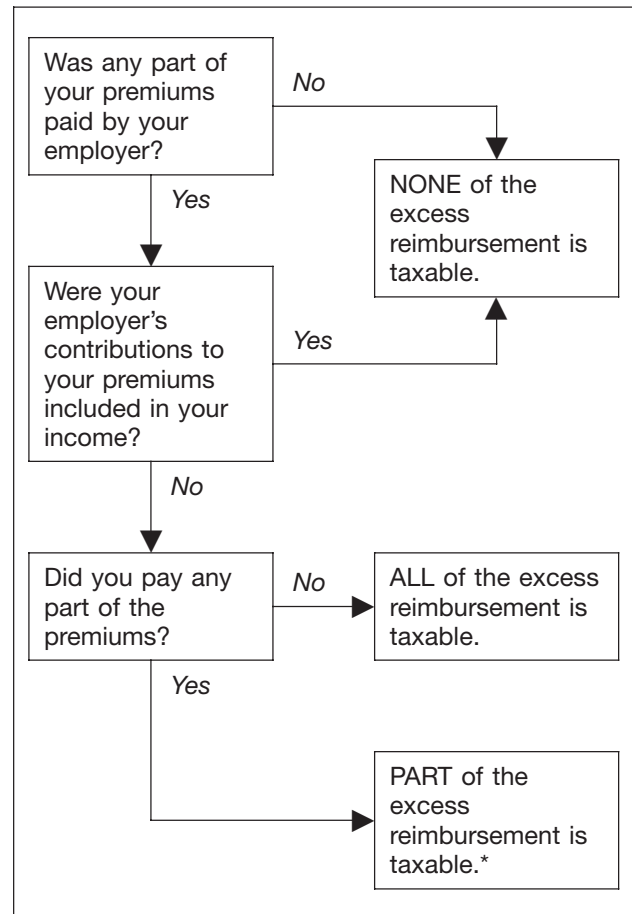 Was any part of
your premiums
paid by your
employer?
No
NONE of the
excess
reimbursement is
taxable.
Yes
Were your
employer’s
contributions to
your premiums
included in your
income?
Yes
No
Did you pay any
part of the
premiums?
No
ALL of the excess
reimbursement is
taxable.
Yes
PART of the
excess
reimbursement is
taxable.*